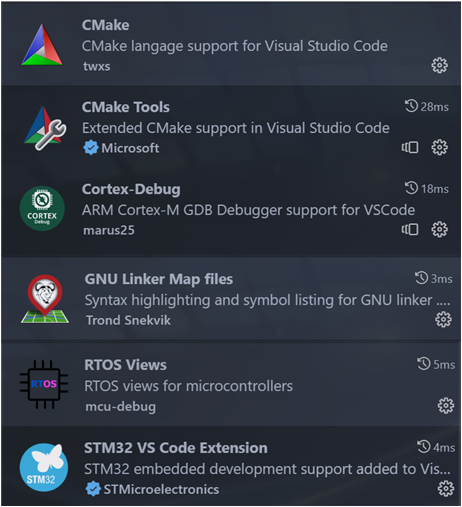 CMake
CMake langage support for Visual Studio Code
twxs
CMake Tools 28ms
Extended CMake support in Visual Studio Code
Microsoft
Cortex-Debug 18ms
CORTEX
Debug
ARM Cortex-M GDB Debugger support for VSCode
marus25
GNU Linker Map files 3ms
Syntax highlighting and symbol listing for GNU linker ....
Trond Snekvik
RTOS Views 5ms
RTOS
RTOS views for microcontrollers
mcu-debug
STM32 VS Code Extension 4ms
STM32 embedded development support added to Vis...
STM32
STMicroelectronics